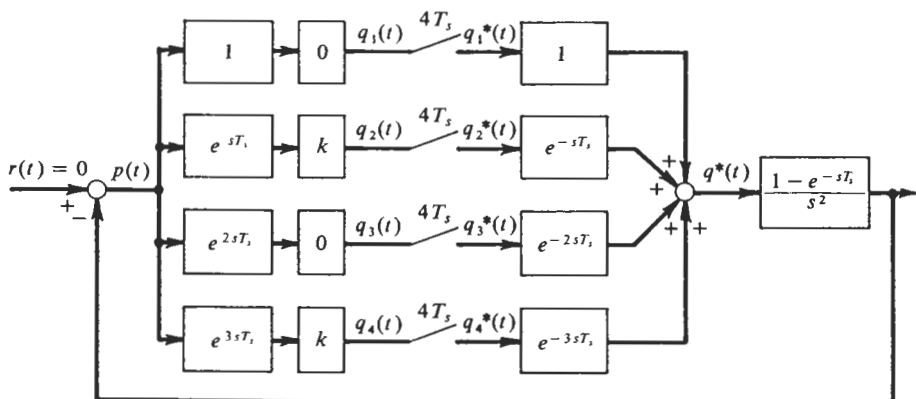 1 0 q₁(t) 4Tₛ q₁*(t) 1
e^{sTₛ} k q₂(t) 4Tₛ q₂*(t) e^{-sTₛ}
r(t) = 0 p(t) + − + + + + + q*(t) 1 − e^{-sTₛ} / s²
e^{2sTₛ} 0 q₃(t) 4Tₛ q₃*(t) e^{-2sTₛ}
e^{3sTₛ} k q₄(t) 4Tₛ q₄*(t) e^{-3sTₛ}